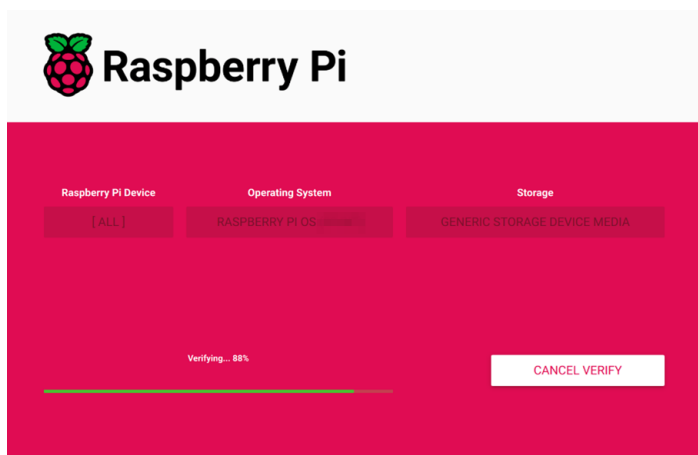 Raspberry Pi
Raspberry Pi Device
Operating System
Storage
[ ALL ]
RASPBERRY PI OS
GENERIC STORAGE DEVICE MEDIA
Verifying... 88%
CANCEL VERIFY